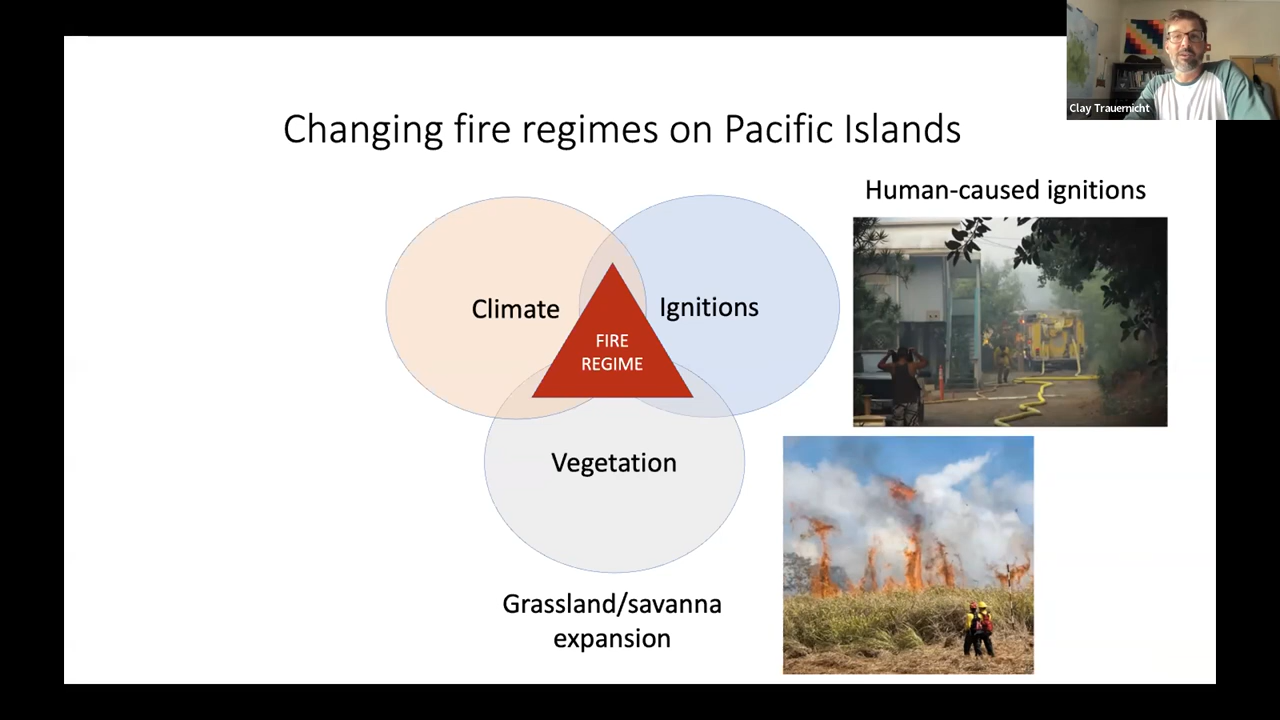 Clay Trauernicht
Changing fire regimes on Pacific Islands
Human-caused ignitions
Climate
Ignitions
FIRE
REGIME
Vegetation
Grassland/savanna
expansion